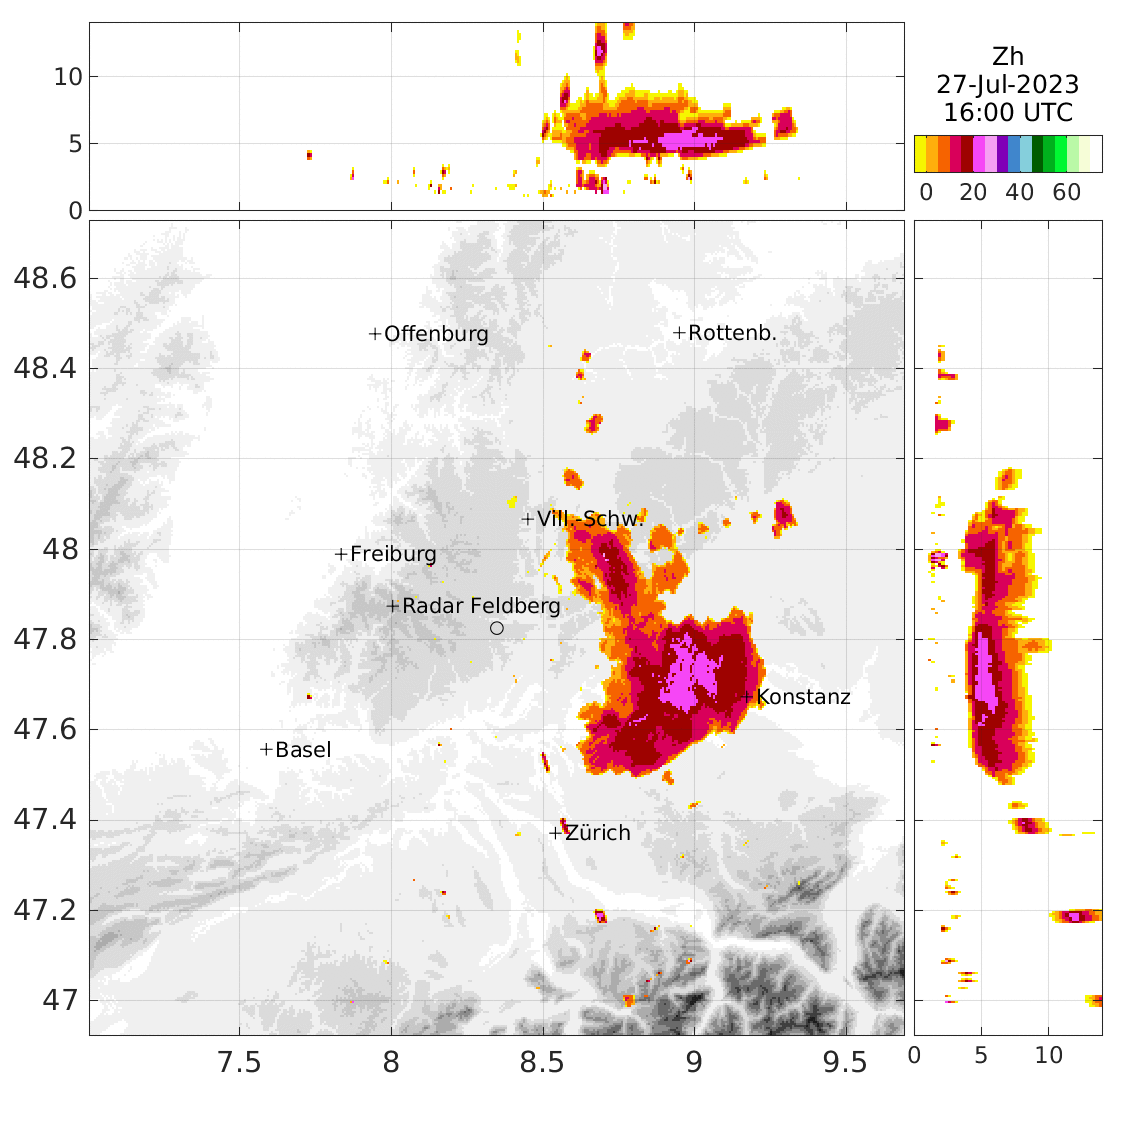 Zh
27-Jul-2023
16:00 UTC
10
5
0
0 20 40 60
48.6
48.4
48.2
48
47.8
47.6
47.4
47.2
47
Offenburg
Rottenb.
Vill.-Schw.
Freiburg
Radar Feldberg
Konstanz
Basel
Zürich
7.5 8 8.5 9 9.5
0 5 10